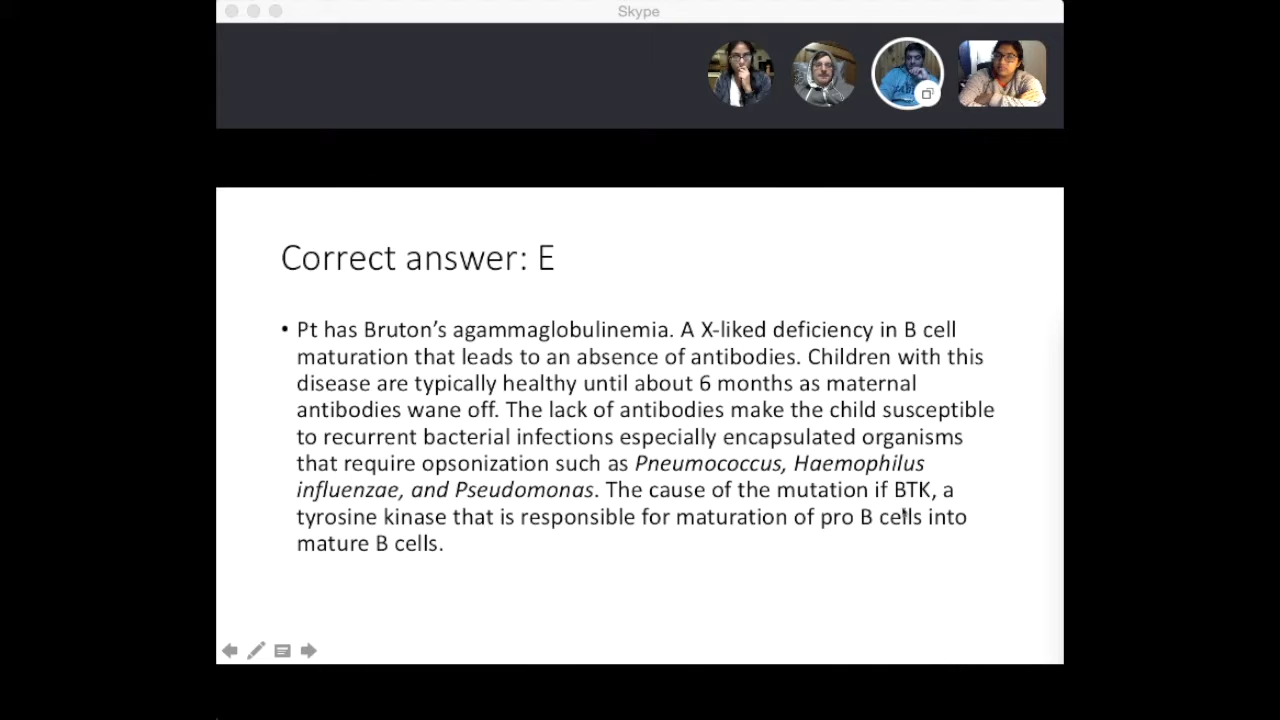 Skype
Correct answer: E
• Pt has Bruton’s agammaglobulinemia. A X-liked deficiency in B cell
maturation that leads to an absence of antibodies. Children with this
disease are typically healthy until about 6 months as maternal
antibodies wane off. The lack of antibodies make the child susceptible
to recurrent bacterial infections especially encapsulated organisms
that require opsonization such as Pneumococcus, Haemophilus
influenzae, and Pseudomonas. The cause of the mutation if BTK, a
tyrosine kinase that is responsible for maturation of pro B cells into
mature B cells.